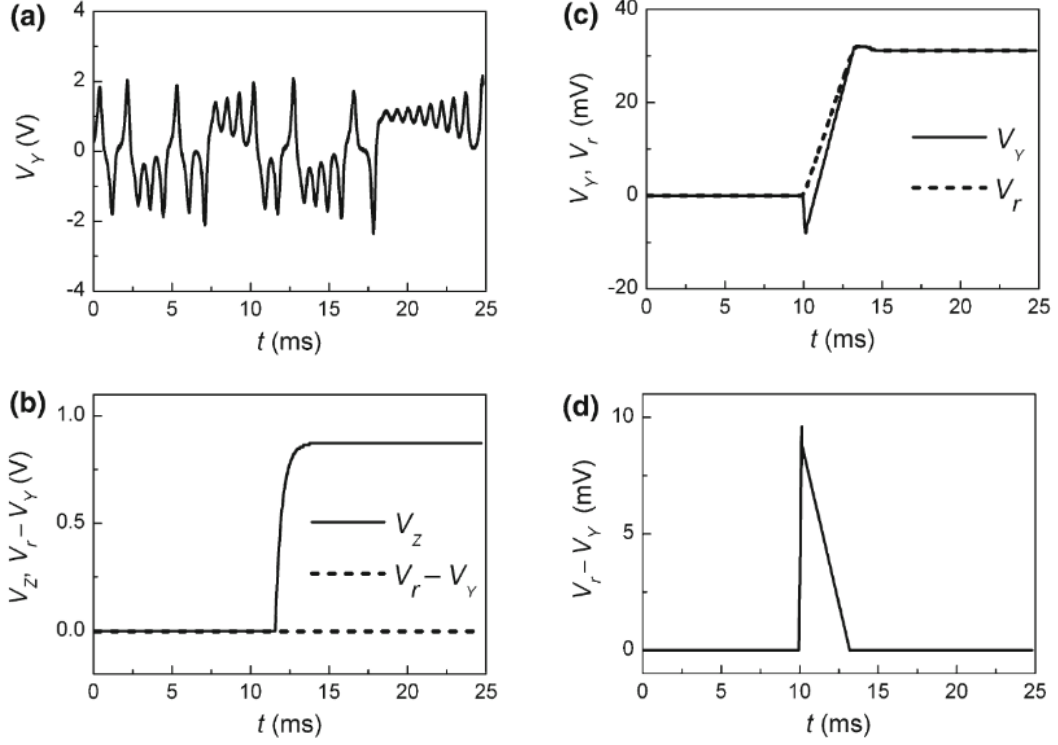 (a)
4
2
0
-2
-4
V_Y (V)
0 5 10 15 20 25
t (ms)
(b)
1.0
0.5
0.0
V_Z, V_r − V_Y (V)
V_Z
V_r − V_Y
0 5 10 15 20 25
t (ms)
(c)
40
20
0
-20
V_Y, V_r (mV)
V_Y
V_r
0 5 10 15 20 25
t (ms)
(d)
10
5
0
V_r − V_Y (mV)
0 5 10 15 20 25
t (ms)